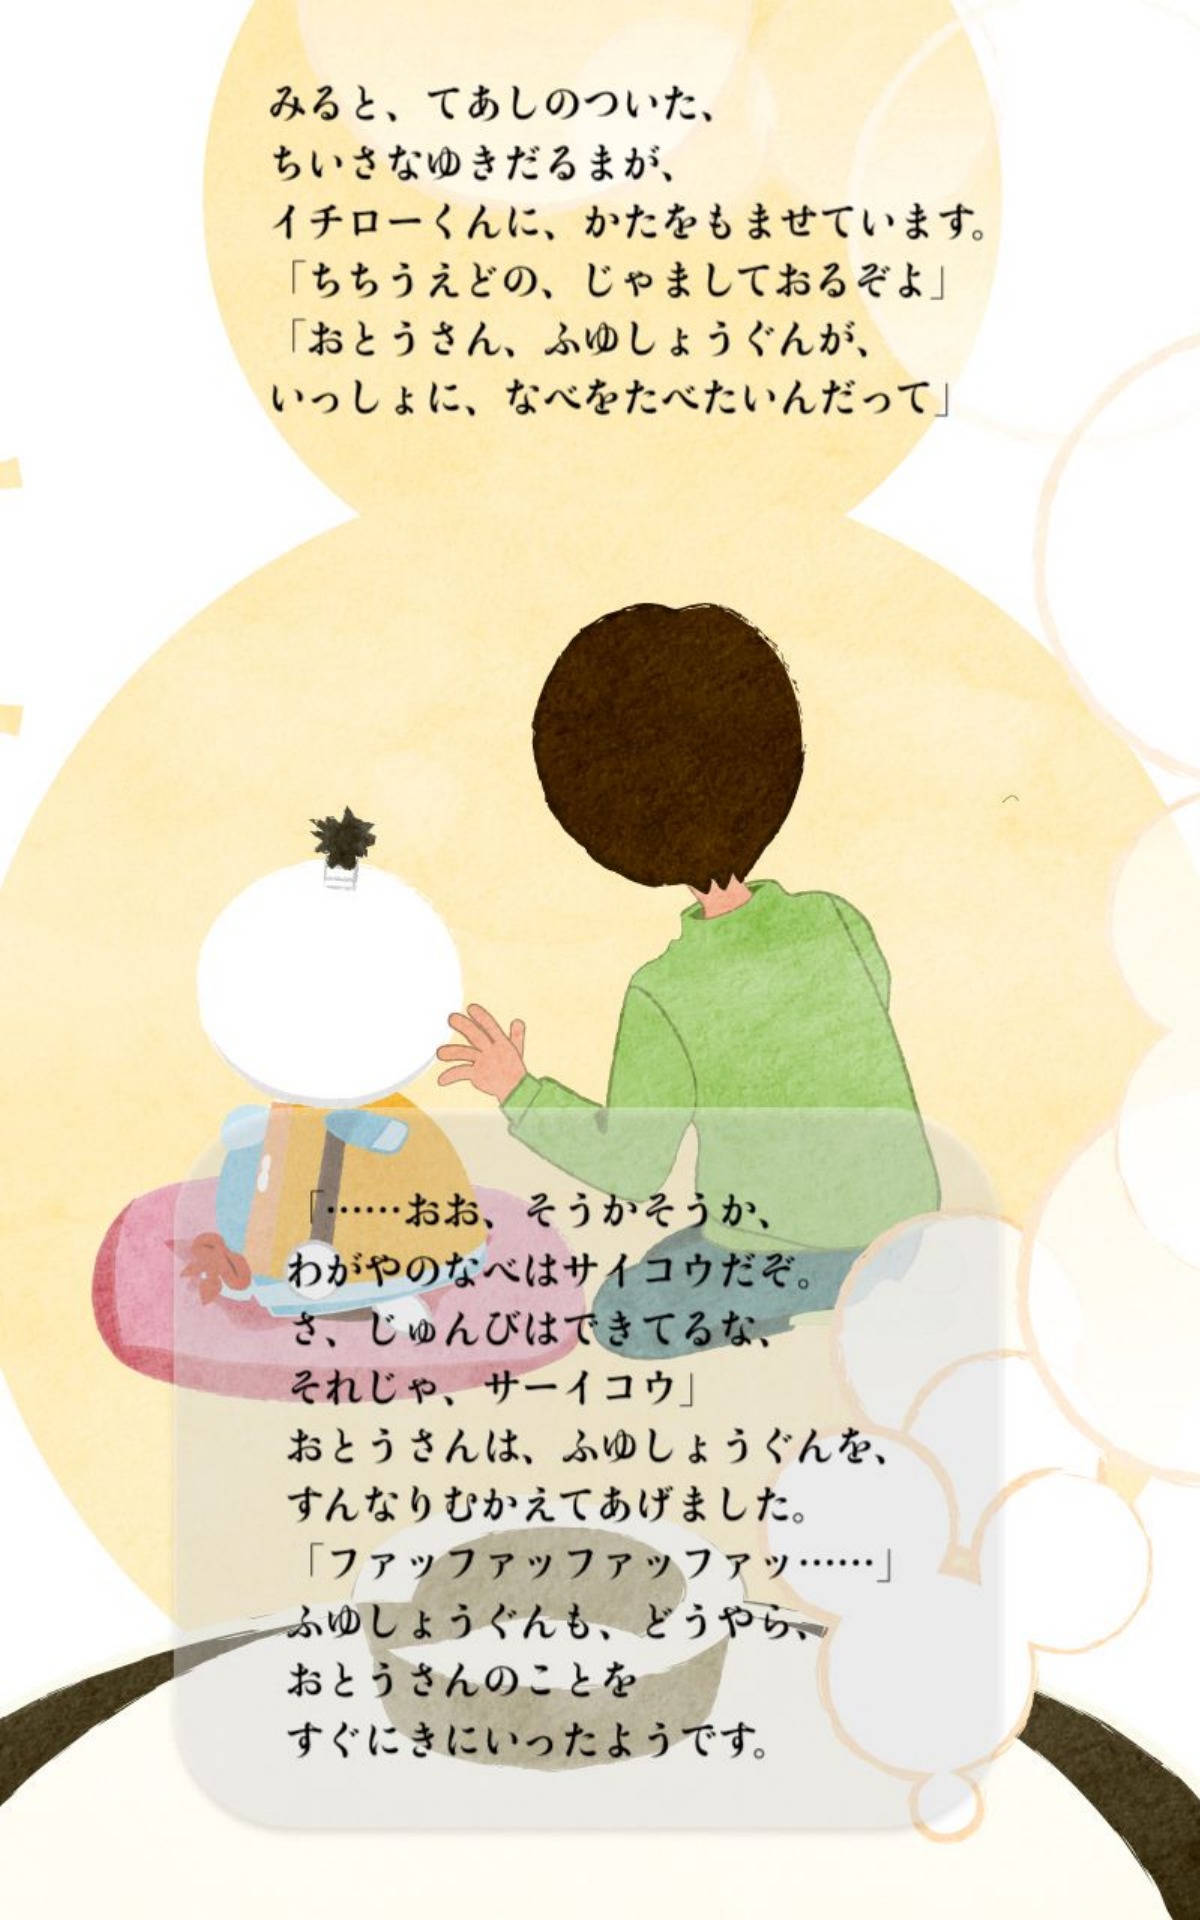 みると、てあしのついた、
ちいさなゆきだるまが、
イチローくんに、かたをもませています。
「ちちうえどの、じゃましておるぞよ」
「おとうさん、ふゆしょうぐんが、
いっしょに、なべをたべたいんだって」
「……おお、そうかそうか、
わがやのなべはサイコウだぞ。
さ、じゅんびはできてるな、
それじゃ、サーイコウ」
おとうさんは、ふゆしょうぐんを、
すんなりむかえてあげました。
「ファッファッファッファッ……」
ふゆしょうぐんも、どうやら、
おとうさんのことを
すぐにきにいったようです。